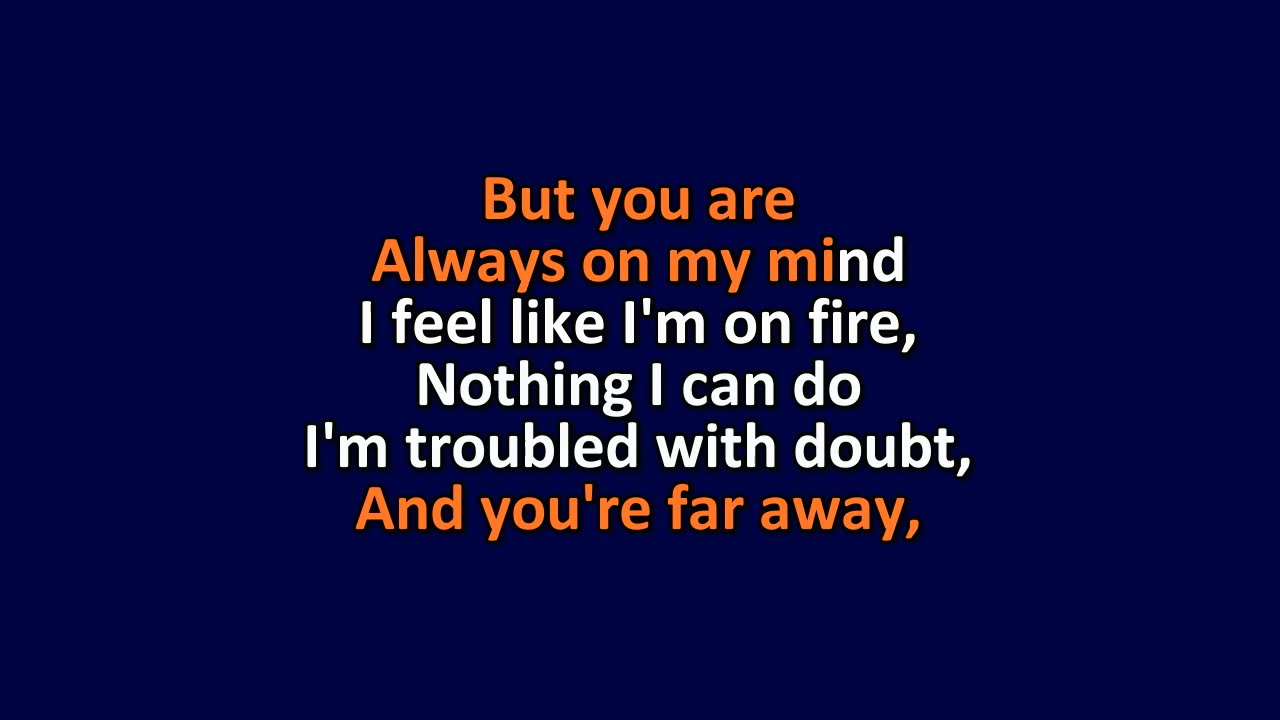 But you are
Always on my mind
I feel like I'm on fire,
Nothing I can do
I'm troubled with doubt,
And you're far away,